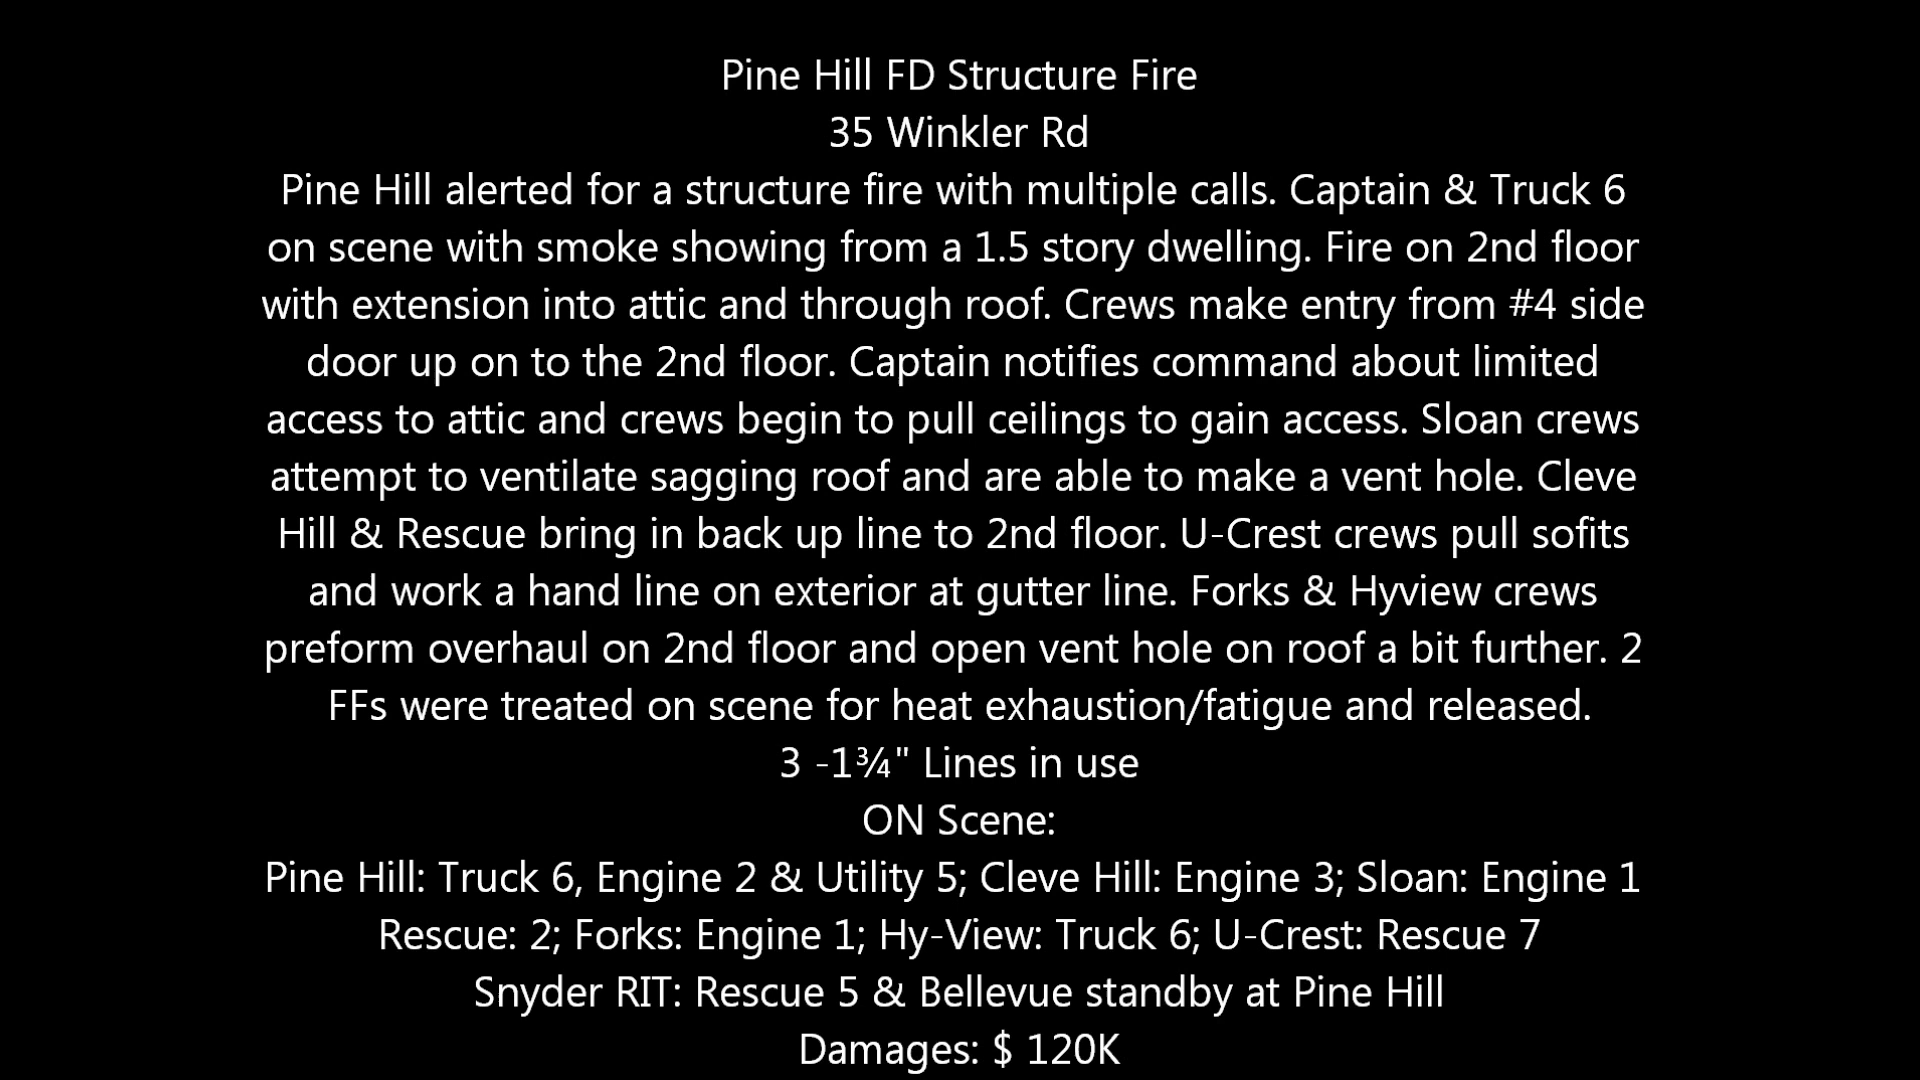 Pine Hill FD Structure Fire
35 Winkler Rd
Pine Hill alerted for a structure fire with multiple calls. Captain & Truck 6
on scene with smoke showing from a 1.5 story dwelling. Fire on 2nd floor
with extension into attic and through roof. Crews make entry from #4 side
door up on to the 2nd floor. Captain notifies command about limited
access to attic and crews begin to pull ceilings to gain access. Sloan crews
attempt to ventilate sagging roof and are able to make a vent hole. Cleve
Hill & Rescue bring in back up line to 2nd floor. U-Crest crews pull sofits
and work a hand line on exterior at gutter line. Forks & Hyview crews
preform overhaul on 2nd floor and open vent hole on roof a bit further. 2
FFs were treated on scene for heat exhaustion/fatigue and released.
3 -1¾" Lines in use
ON Scene:
Pine Hill: Truck 6, Engine 2 & Utility 5; Cleve Hill: Engine 3; Sloan: Engine 1
Rescue: 2; Forks: Engine 1; Hy-View: Truck 6; U-Crest: Rescue 7
Snyder RIT: Rescue 5 & Bellevue standby at Pine Hill
Damages: $ 120K